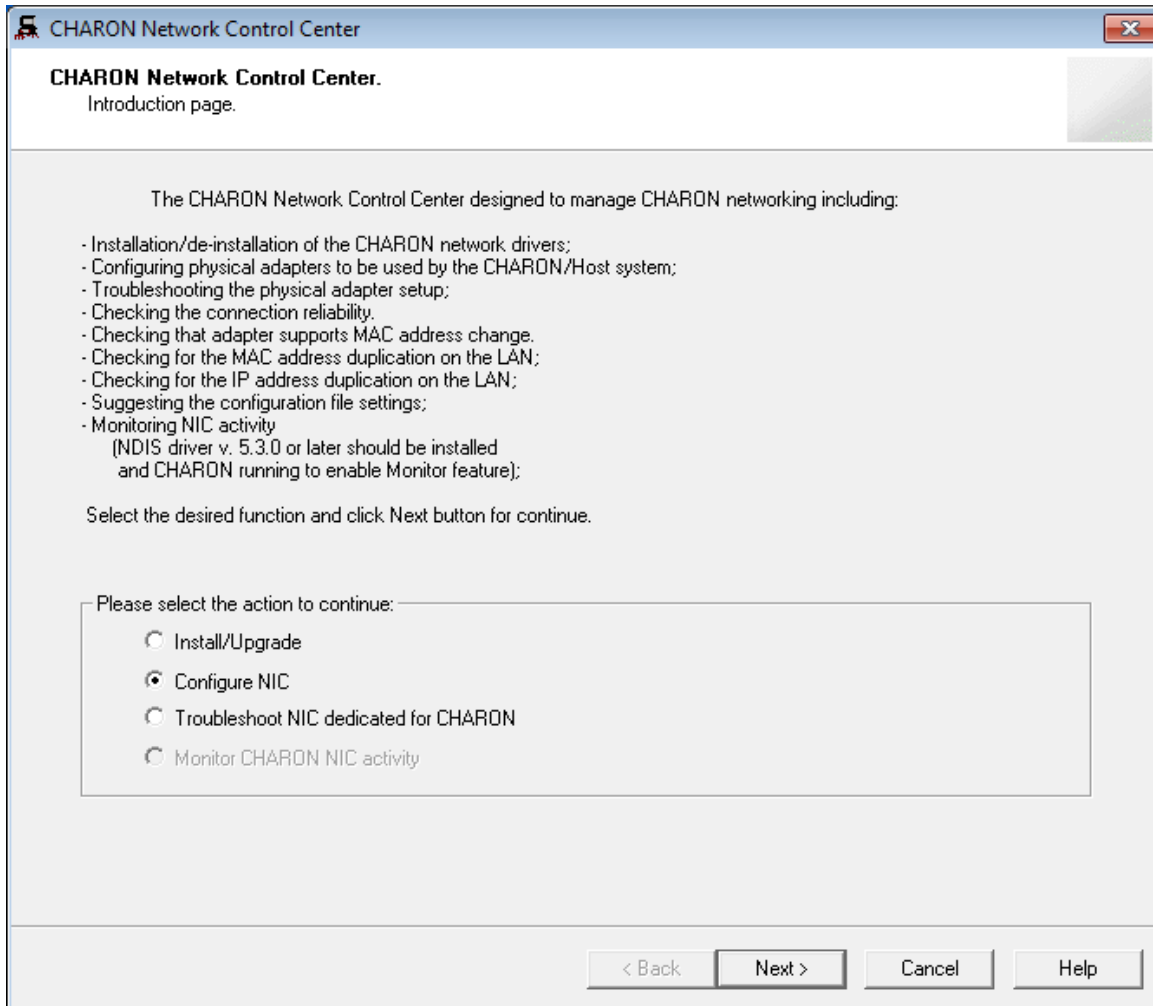 CHARON Network Control Center
CHARON Network Control Center.
Introduction page.
The CHARON Network Control Center designed to manage CHARON networking including:
- Installation/de-installation of the CHARON network drivers;
- Configuring physical adapters to be used by the CHARON/Host system;
- Troubleshooting the physical adapter setup;
- Checking the connection reliability.
- Checking that adapter supports MAC address change.
- Checking for the MAC address duplication on the LAN;
- Checking for the IP address duplication on the LAN;
- Suggesting the configuration file settings;
- Monitoring NIC activity
(NDIS driver v. 5.3.0 or later should be installed
and CHARON running to enable Monitor feature);
Select the desired function and click Next button for continue.
Please select the action to continue:
Install/Upgrade
Configure NIC
Troubleshoot NIC dedicated for CHARON
Monitor CHARON NIC activity
< Back Next > Cancel Help